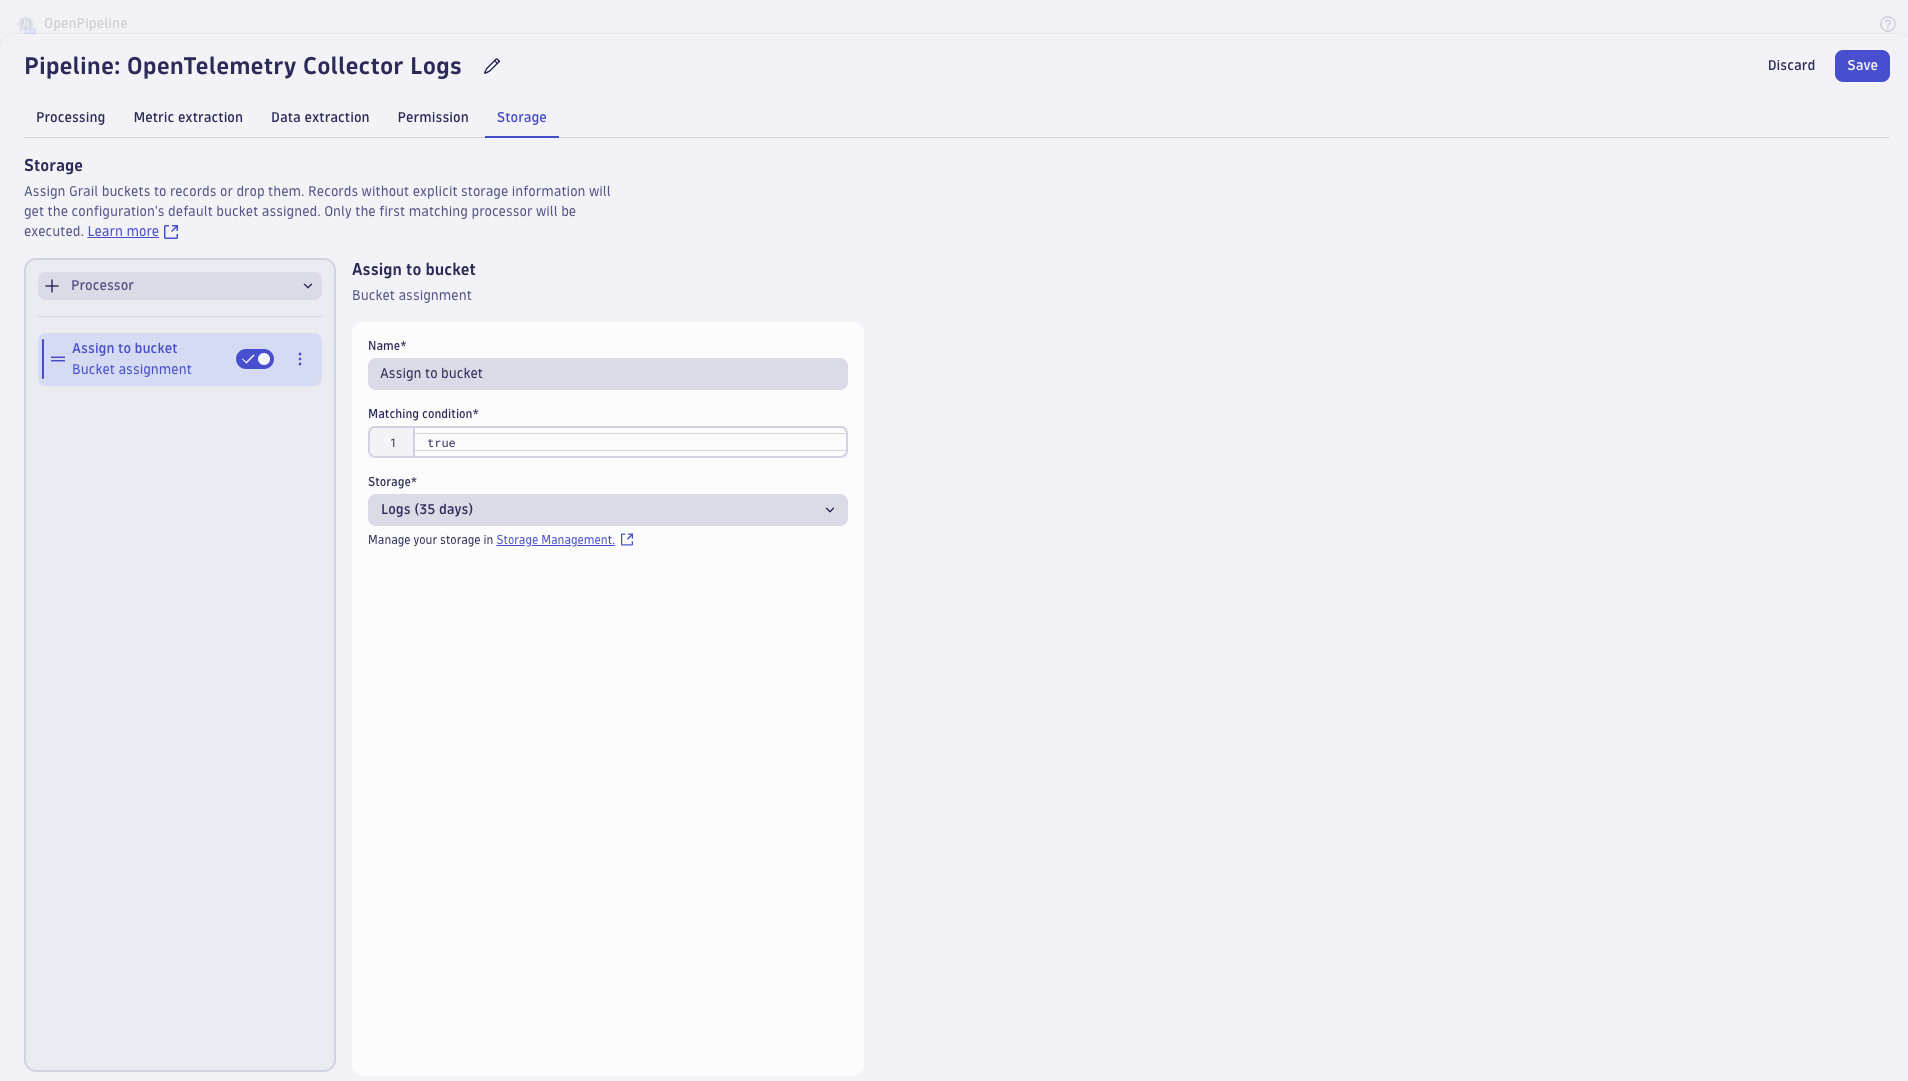 OpenPipeline
Pipeline: OpenTelemetry Collector Logs
Discard
Save
Processing
Metric extraction
Data extraction
Permission
Storage
Storage
Assign Grail buckets to records or drop them. Records without explicit storage information will
get the configuration's default bucket assigned. Only the first matching processor will be
executed. Learn more
Processor
Assign to bucket
Bucket assignment
Assign to bucket
Bucket assignment
Name*
Assign to bucket
Matching condition*
1 true
Storage*
Logs (35 days)
Manage your storage in Storage Management.